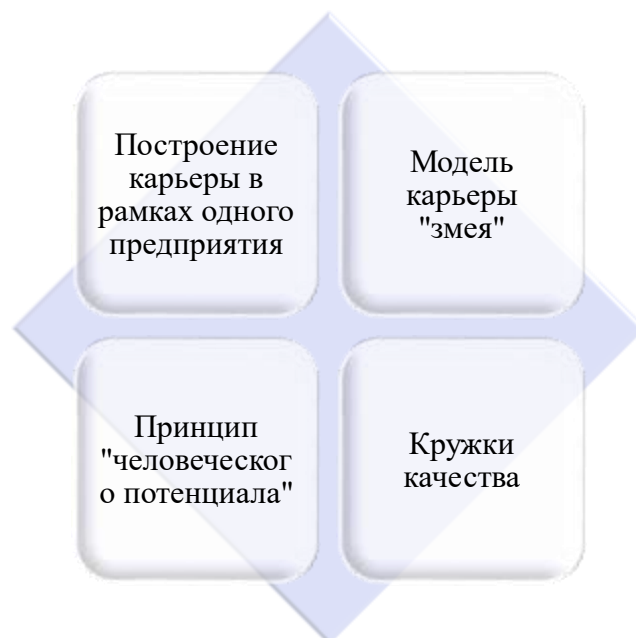 Построение
карьеры в
рамках одного
предприятия
Модель
карьеры
"змея"
Принцип
"человеческог
о потенциала"
Кружки
качества